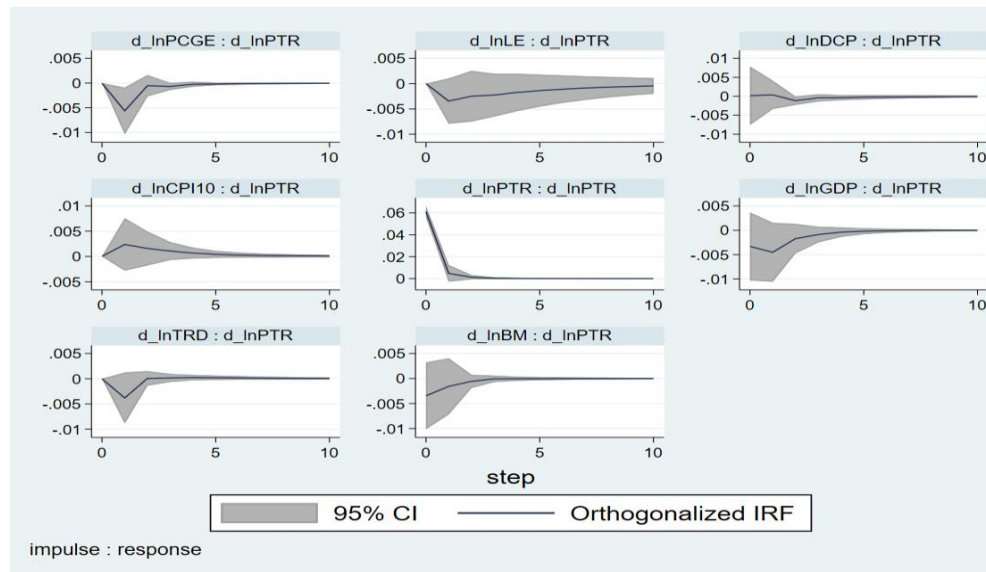 d_lnPCGE : d_lnPTR
.005
0
-.005
-.01
0 5 10
d_lnLE : d_lnPTR
.005
0
-.005
-.01
0 5 10
d_lnDCP : d_lnPTR
.01
.005
0
-.005
-.01
0 5 10
d_lnCPI10 : d_lnPTR
.01
.005
0
-.005
0 5 10
d_lnPTR : d_lnPTR
.06
.04
.02
0
0 5 10
d_lnGDP : d_lnPTR
.005
0
-.005
-.01
0 5 10
d_lnTRD : d_lnPTR
.005
0
-.005
-.01
0 5 10
d_lnBM : d_lnPTR
.005
0
-.005
-.01
0 5 10
step
95% CI Orthogonalized IRF
impulse : response